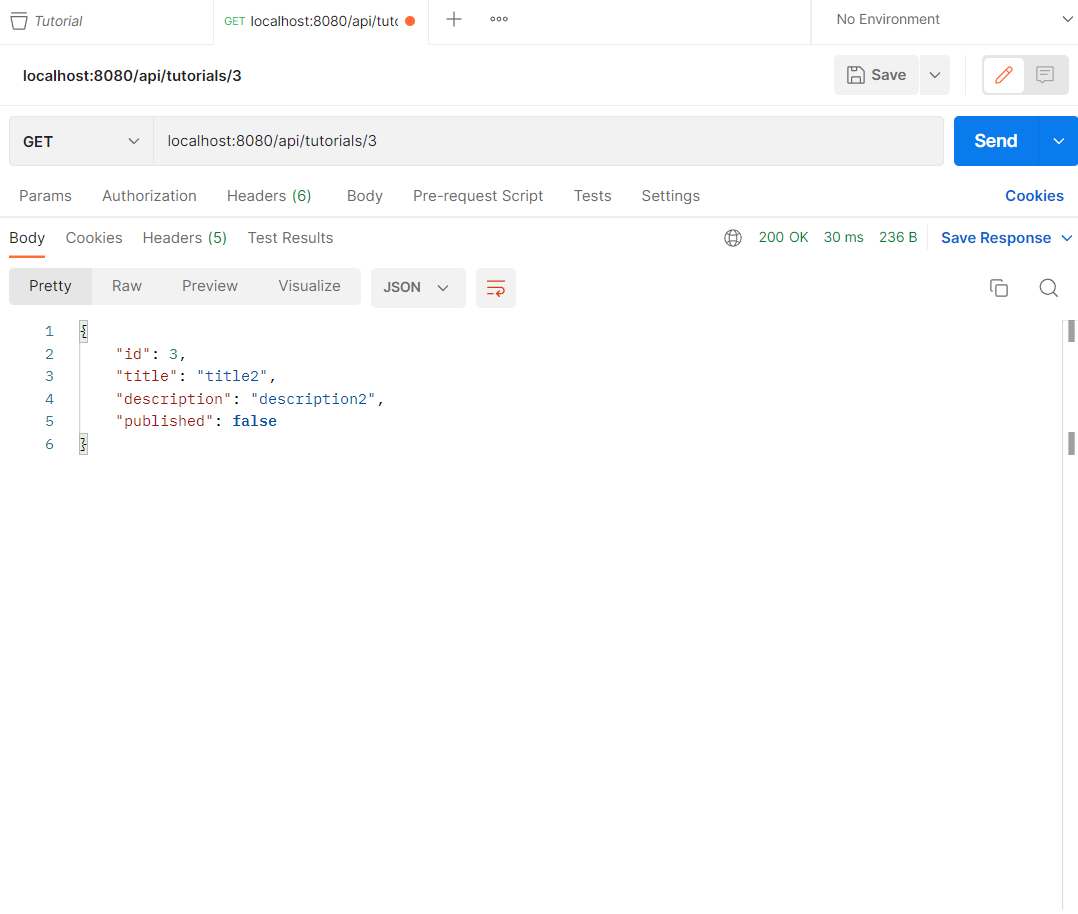 Tutorial GET localhost:8080/api/tuto No Environment
localhost:8080/api/tutorials/3 Save
GET localhost:8080/api/tutorials/3 Send
Params Authorization Headers (6) Body Pre-request Script Tests Settings Cookies
Body Cookies Headers (5) Test Results 200 OK 30 ms 236 B Save Response
Pretty Raw Preview Visualize JSON
1 {
2 "id": 3,
3 "title": "title2",
4 "description": "description2",
5 "published": false
6 }